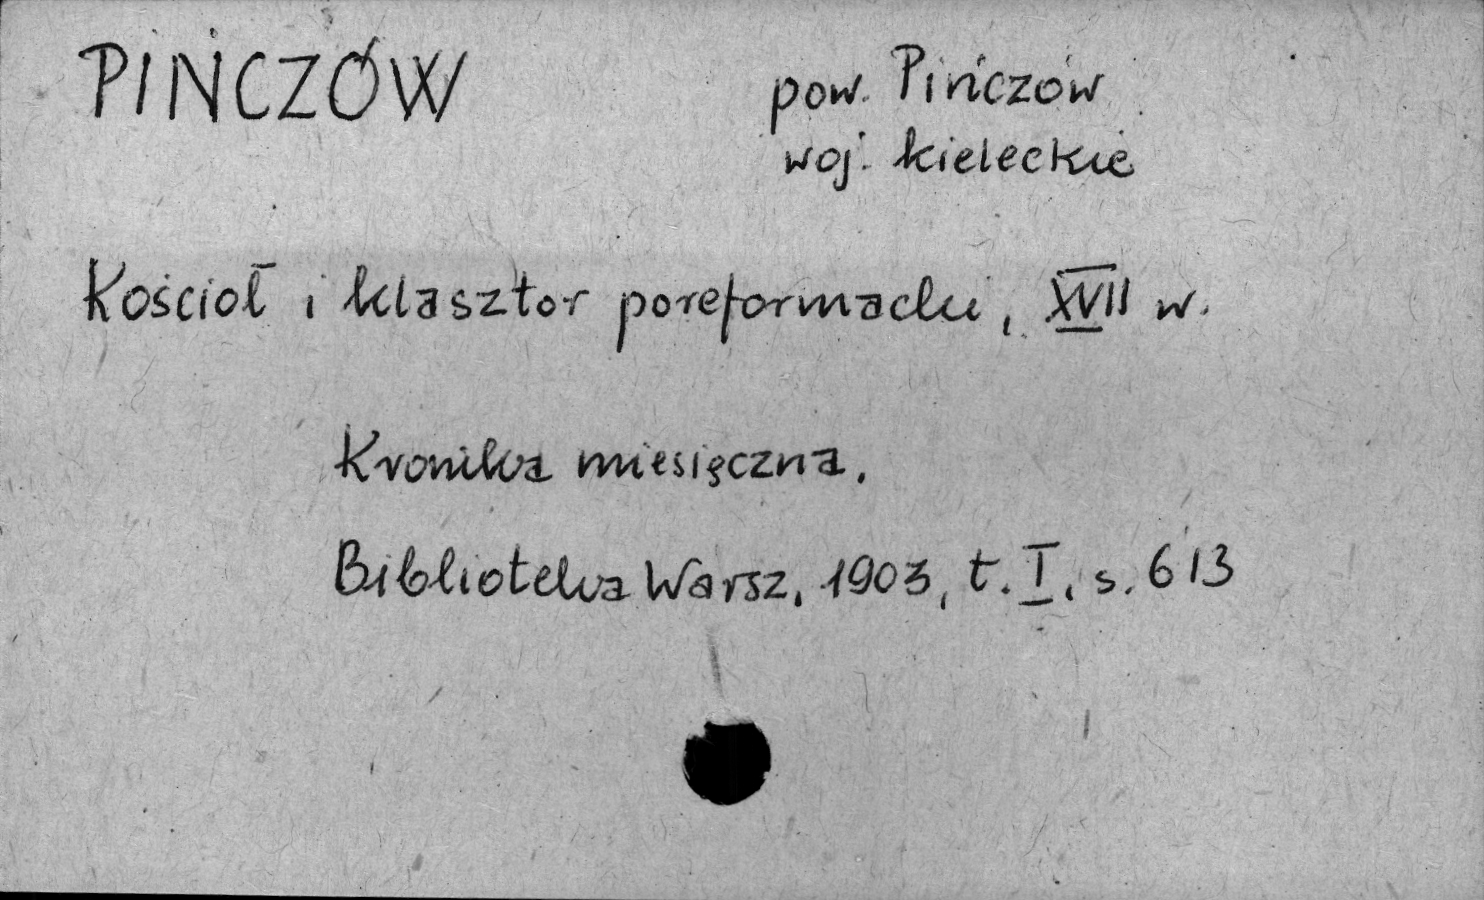 PIŃCZÓW
pow. Pińczów
woj. kieleckie
Kościół i klasztor poreformacki, XVII w.
Kronika miesięczna.
Biblioteka Warsz. 1903, t. I, s. 613